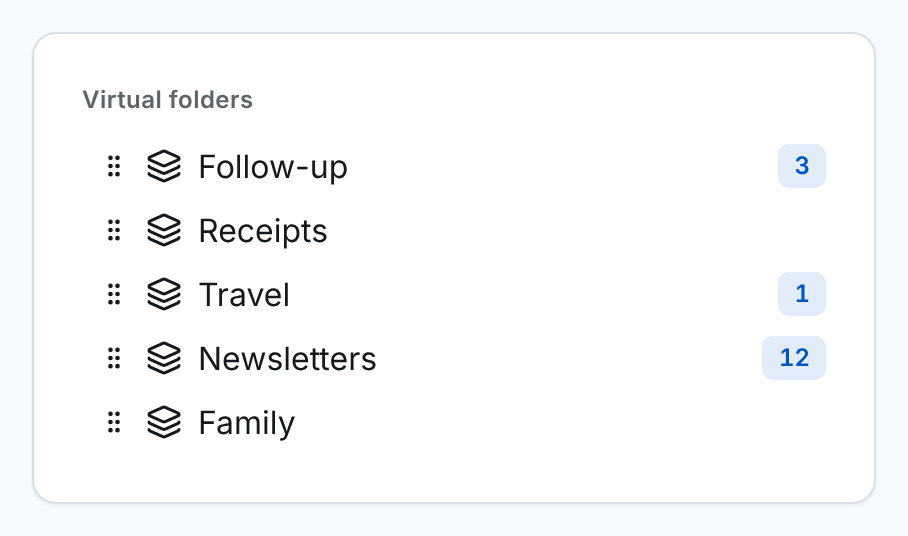 Virtual folders
Follow-up 3
Receipts
Travel 1
Newsletters 12
Family